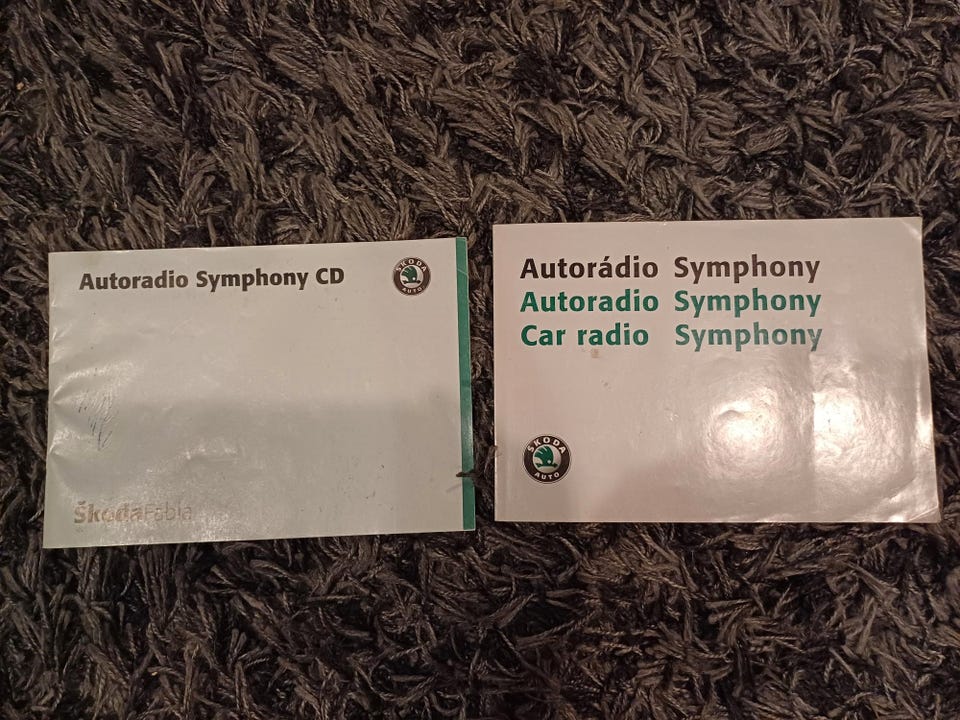 Autoradio Symphony CD
ŠKODA
AUTO
ŠkodaFabia
Autorádio Symphony
Autoradio Symphony
Car radio Symphony
ŠKODA
AUTO